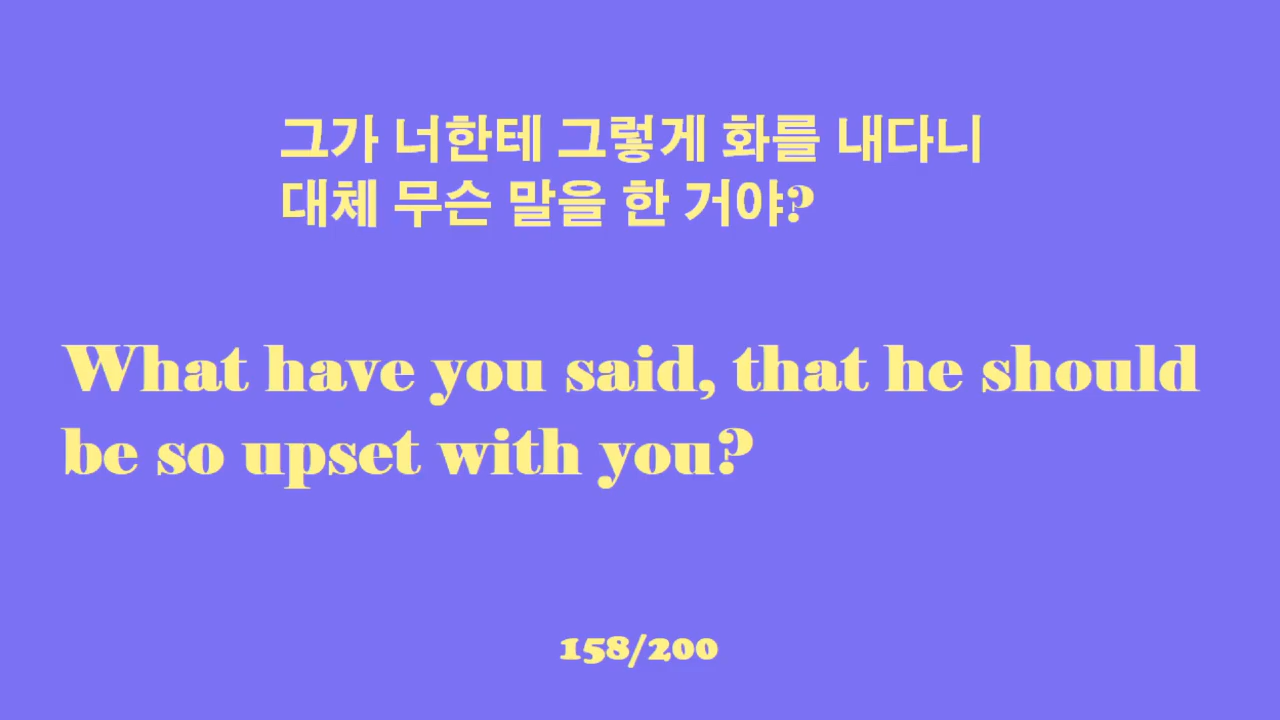 그가 너한테 그렇게 화를 내다니
대체 무슨 말을 한 거야?
What have you said, that he should
be so upset with you?
158/200